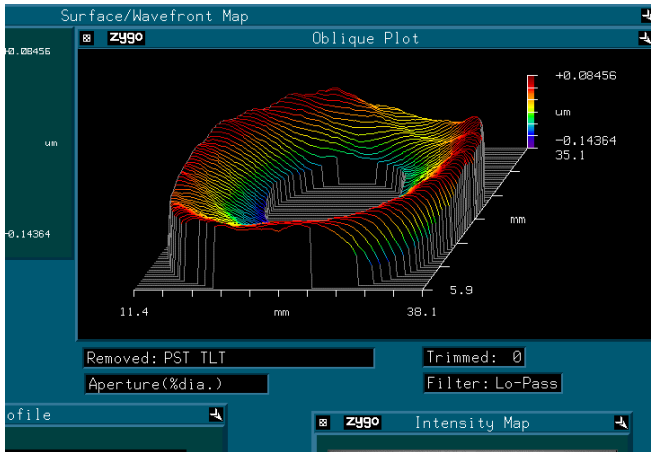 Surface/Wavefront Map
zygo Oblique Plot
+0.08456
um
-0.14364
+0.08456
um
-0.14364
35.1
mm
5.9
11.4 mm 38.1
Removed: PST TLT
Trimmed: 0
Aperture(%dia.)
Filter: Lo-Pass
ofile
zygo Intensity Map